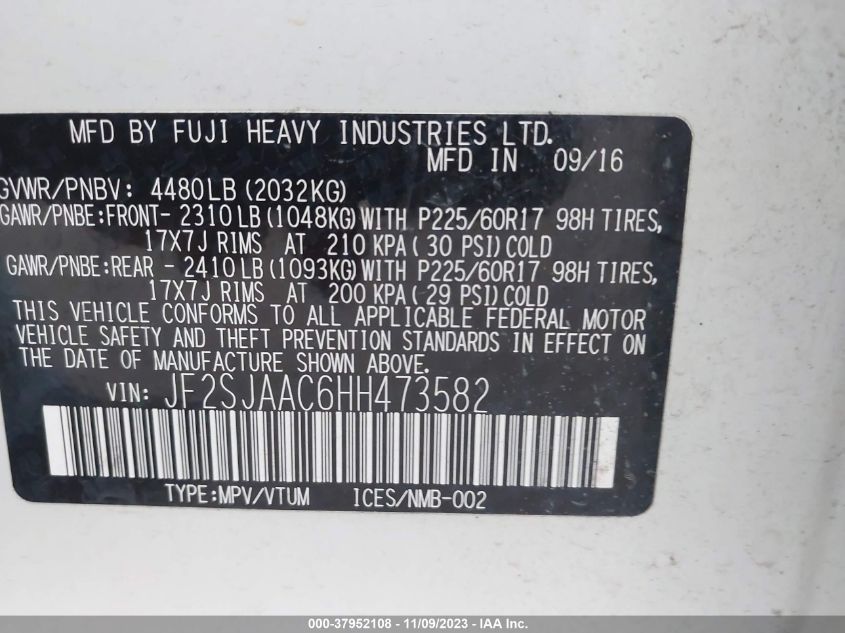 MFD BY FUJI HEAVY INDUSTRIES LTD.
MFD IN 09/16
GVWR/PNBV: 4480LB (2032KG)
GAWR/PNBE:FRONT- 2310LB (1048KG) WITH P225/60R17 98H TIRES,
17X7J RIMS AT 210 KPA( 30 PSI) COLD
GAWR/PNBE:REAR - 2410LB (1093KG) WITH P225/60R17 98H TIRES,
17X7J RIMS AT 200 KPA( 29 PSI) COLD
THIS VEHICLE CONFORMS TO ALL APPLICABLE FEDERAL MOTOR
VEHICLE SAFETY AND THEFT PREVENTION STANDARDS IN EFFECT ON
THE DATE OF MANUFACTURE SHOWN ABOVE.
VIN: JF2SJAAC6HH473582
TYPE:MPV/VTUM ICES/NMB-002
000-37952108 - 11/09/2023 - IAA Inc.